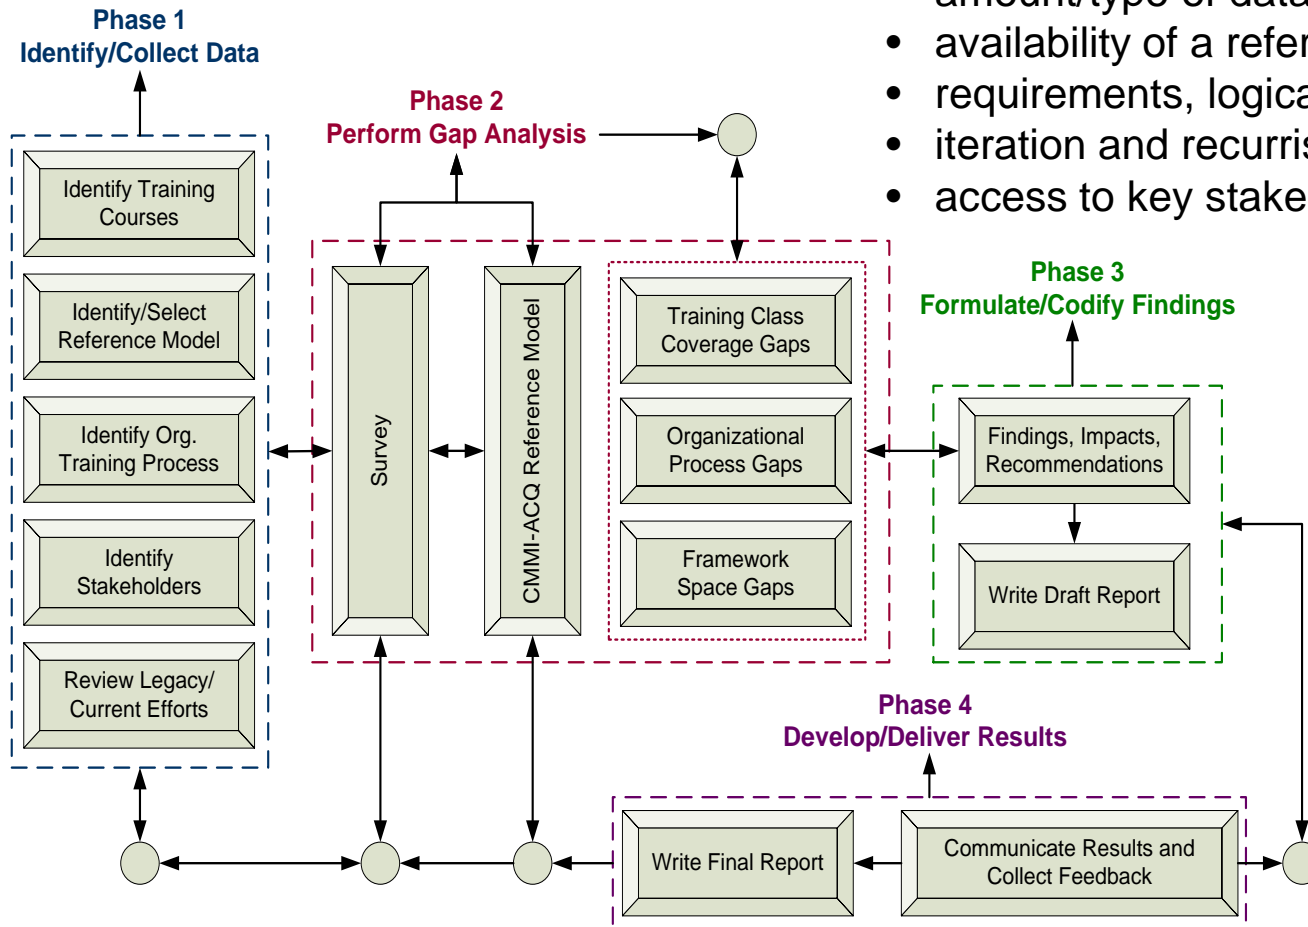 amount/type of data
• availability of a refer
• requirements, logica
• iteration and recurris
• access to key stake
Phase 1
Identify/Collect Data
Identify Training
Courses
Identify/Select
Reference Model
Identify Org.
Training Process
Identify
Stakeholders
Review Legacy/
Current Efforts
Phase 2
Perform Gap Analysis
Survey
CMMI-ACQ Reference Model
Training Class
Coverage Gaps
Organizational
Process Gaps
Framework
Space Gaps
Phase 3
Formulate/Codify Findings
Findings, Impacts,
Recommendations
Write Draft Report
Phase 4
Develop/Deliver Results
Write Final Report
Communicate Results and
Collect Feedback